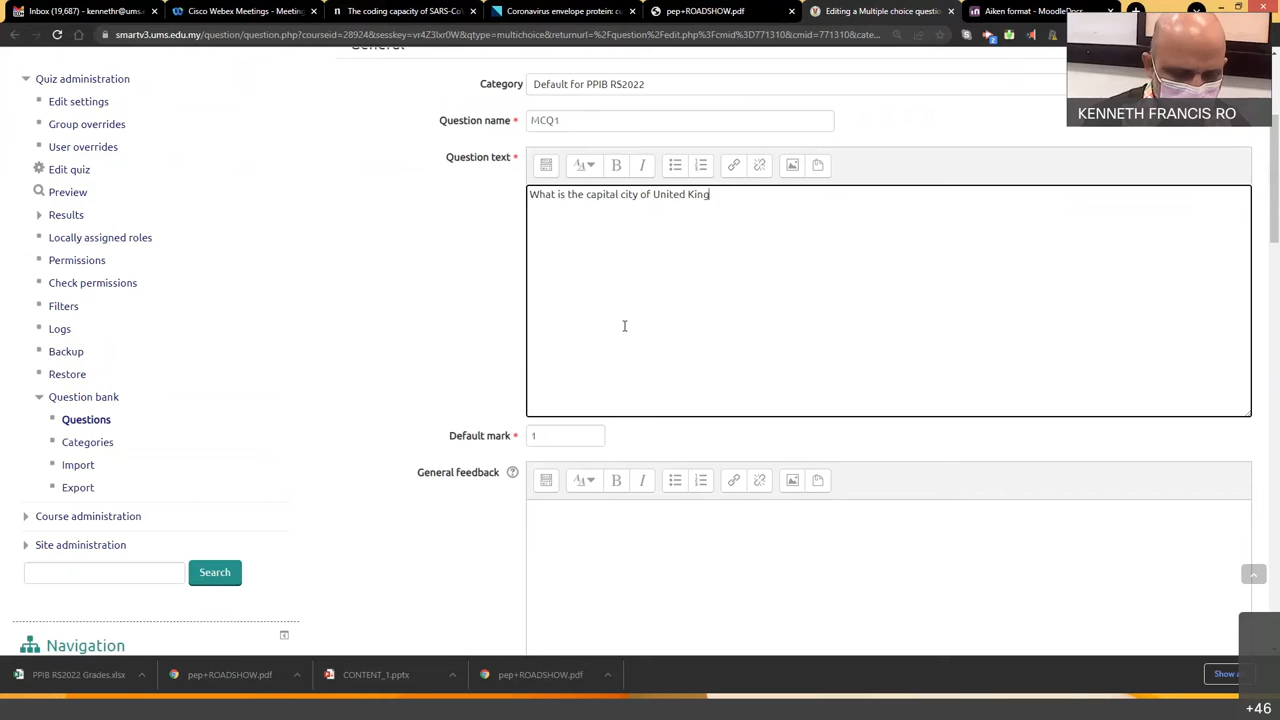 Inbox (19,687) - kenneth@ums.e
Cisco Webex Meetings - Meetin
The coding capacity of SARS-CoV
Coronavirus envelope protein: cu
pep+ROADSHOW.pdf
Editing a Multiple choice question
Aiken format - MoodleDocs
smartv3.ums.edu.my/question/question.php?courseid=28924&sesskey=vr4Z3lxr0W&qtype=multichoice&returnurl=%2Fquestion%2Fedit.php%3Fcmid%3D771310&cmid=771310&cate...
General
KENNETH FRANCIS RO
Quiz administration
Edit settings
Group overrides
User overrides
Edit quiz
Preview
Results
Locally assigned roles
Permissions
Check permissions
Filters
Logs
Backup
Restore
Question bank
Questions
Categories
Import
Export
Course administration
Site administration
Search
Navigation
Category
Default for PPIB RS2022
Question name
MCQ1
Question text
B I
What is the capital city of United King
Default mark
1
General feedback
B I
PPIB RS2022 Grades.xlsx
pep+ROADSHOW.pdf
CONTENT_1.pptx
pep+ROADSHOW.pdf
Show a
+46